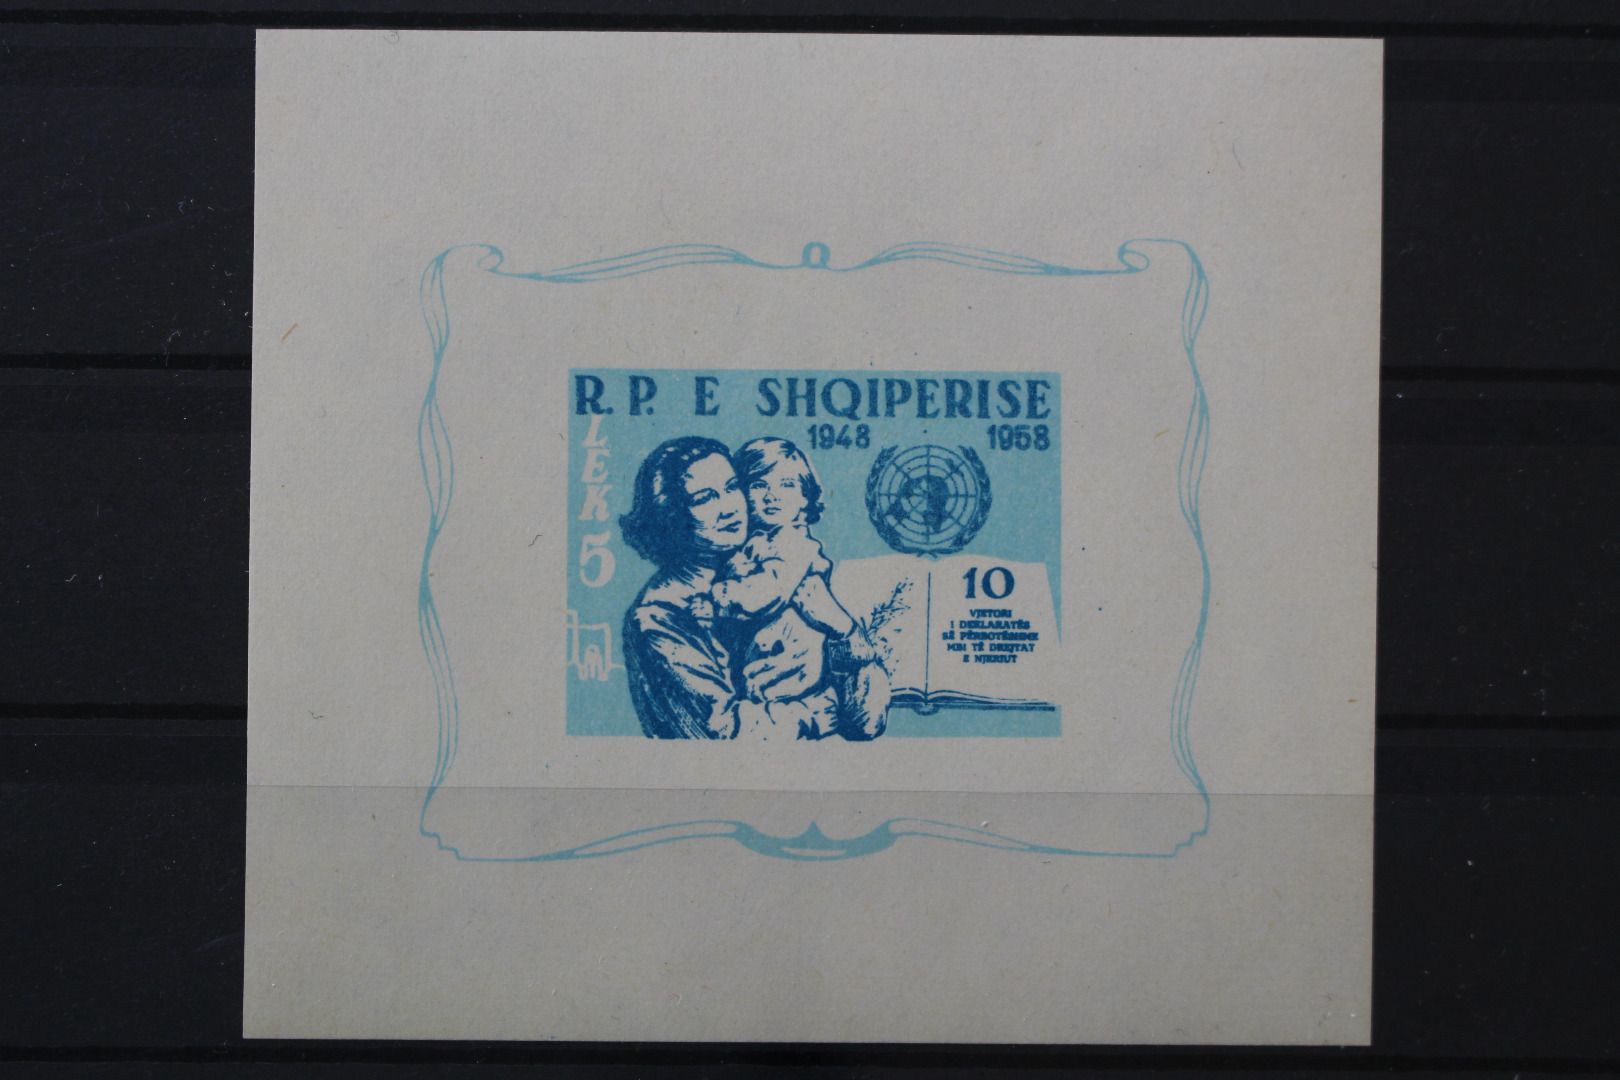 R. P. E SHQIPERISE
1948 1958
LEK
5
10
VJETORI
I DEKLARATËS
SË PËRBOTËSHME
MBI TË DREJTAT
E NJERIUT